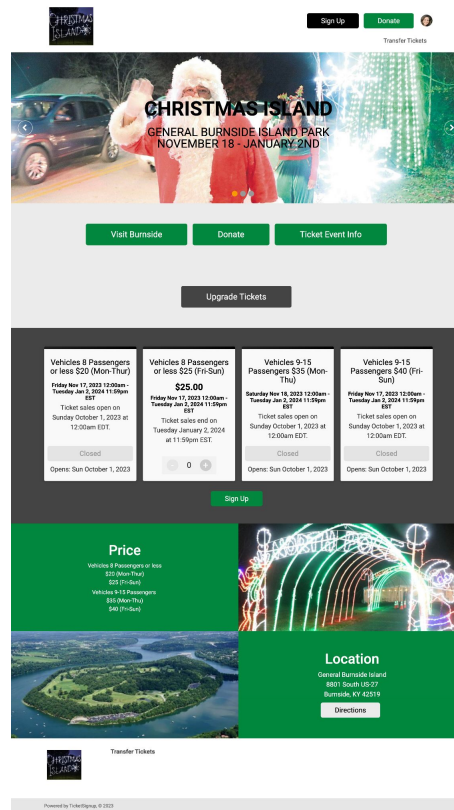 CHRISTMAS
ISLAND
Sign Up
Donate
Transfer Tickets
CHRISTMAS ISLAND
GENERAL BURNSIDE ISLAND PARK
NOVEMBER 18 - JANUARY 2ND
Visit Burnside
Donate
Ticket Event Info
Upgrade Tickets
Vehicles 8 Passengers
or less $20 (Mon-Thur)
Friday Nov 17, 2023 12:00am -
Tuesday Jan 2, 2024 11:59pm
EST
Ticket sales open on
Sunday October 1, 2023 at
12:00am EDT.
Closed
Opens: Sun October 1, 2023
Vehicles 8 Passengers
or less $25 (Fri-Sun)
$25.00
Friday Nov 17, 2023 12:00am -
Tuesday Jan 2, 2024 11:59pm
EST
Ticket sales end on
Tuesday January 2, 2024
at 11:59pm EST.
0
Vehicles 9-15
Passengers $35 (Mon-
Thu)
Saturday Nov 18, 2023 12:00am -
Tuesday Jan 2, 2024 11:59pm
EST
Ticket sales open on
Sunday October 1, 2023 at
12:00am EDT.
Closed
Opens: Sun October 1, 2023
Vehicles 9-15
Passengers $40 (Fri-
Sun)
Friday Nov 17, 2023 12:00am -
Tuesday Jan 2, 2024 11:59pm
EST
Ticket sales open on
Sunday October 1, 2023 at
12:00am EDT.
Closed
Opens: Sun October 1, 2023
Sign Up
Price
Vehicles 8 Passengers or less
$20 (Mon-Thur)
$25 (Fri-Sun)
Vehicles 9-15 Passengers
$35 (Mon-Thu)
$40 (Fri-Sun)
NORTH POLE
Location
General Burnside Island
8801 South US-27
Burnside, KY 42519
Directions
CHRISTMAS
ISLAND
Transfer Tickets
Powered by TicketSignup, © 2023